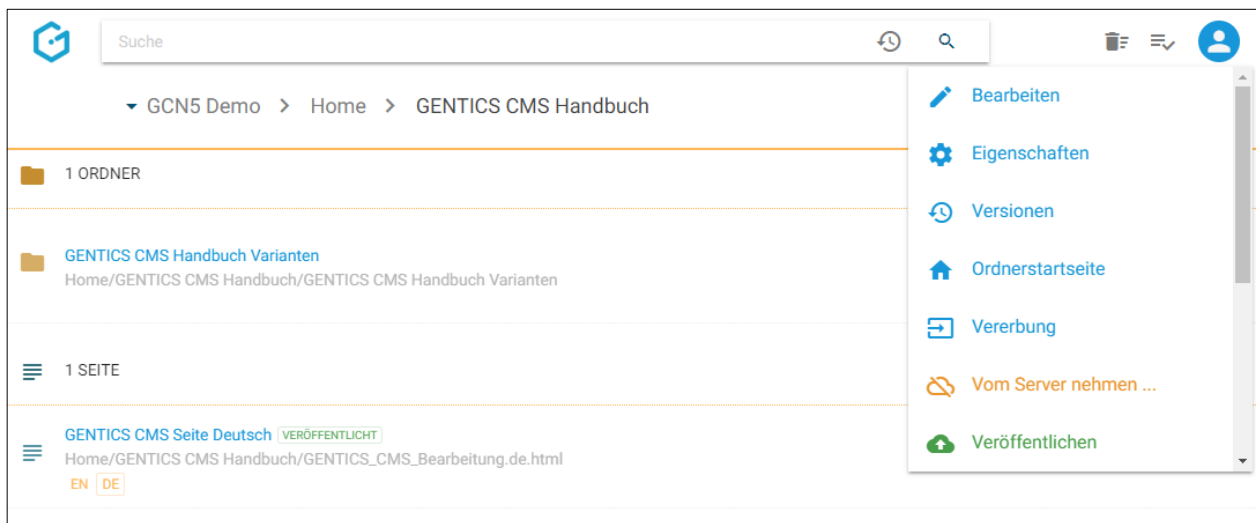 Suche
GCN5 Demo > Home > GENTICS CMS Handbuch
1 ORDNER
GENTICS CMS Handbuch Varianten
Home/GENTICS CMS Handbuch/GENTICS CMS Handbuch Varianten
1 SEITE
GENTICS CMS Seite Deutsch VERÖFFENTLICHT
Home/GENTICS CMS Handbuch/GENTICS_CMS_Bearbeitung.de.html
EN DE
Bearbeiten
Eigenschaften
Versionen
Ordnerstartseite
Vererbung
Vom Server nehmen ...
Veröffentlichen